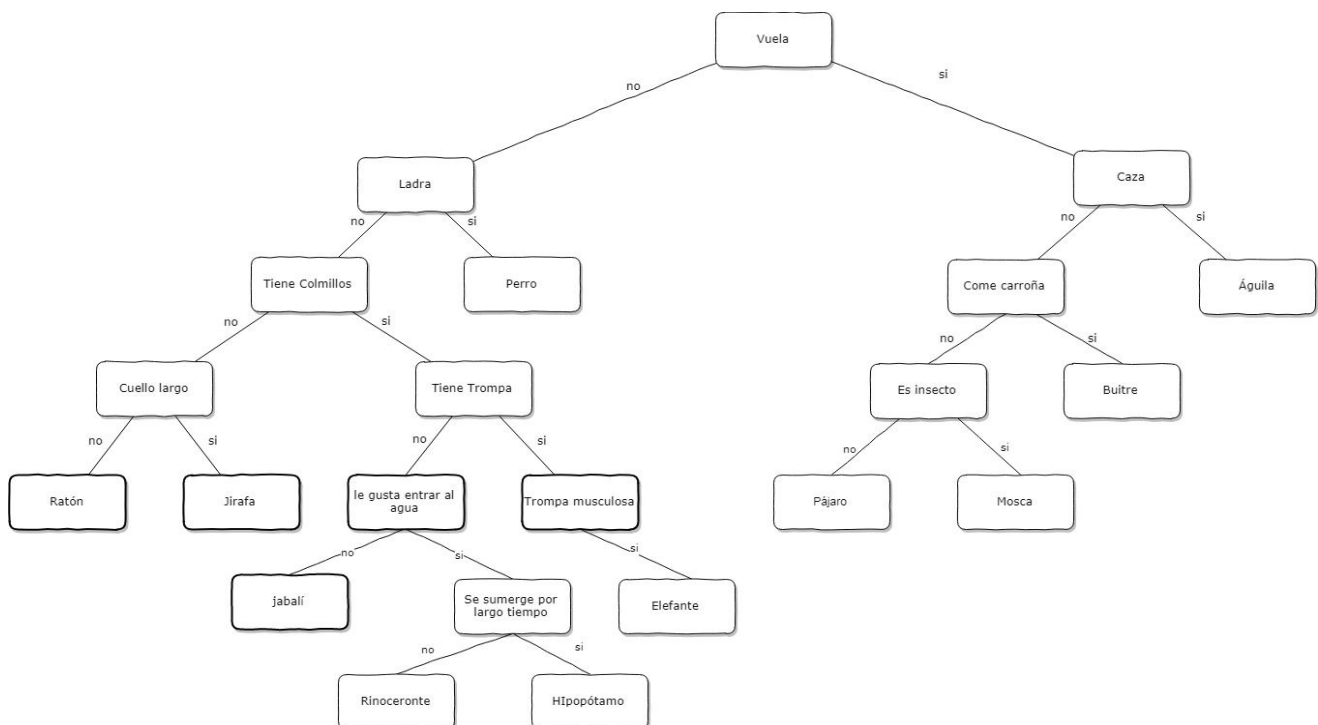 Vuela
no
si
Ladra
Caza
no
si
no
si
Tiene Colmillos
Perro
Come carroña
Águila
no
si
no
si
Cuello largo
Tiene Trompa
Es insecto
Buitre
no
si
no
si
no
si
Ratón
Jirafa
le gusta entrar al
agua
Trompa musculosa
Pájaro
Mosca
no
si
si
jabalí
Se sumerge por
largo tiempo
Elefante
no
si
Rinoceronte
HIpopótamo